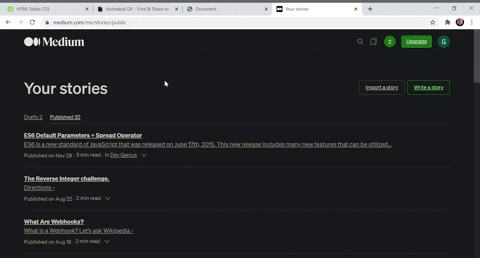 HTML Styles CSS
Animated GIF - Find & Share on
Document
Your stories
medium.com/me/stories/public
Medium
2
Upgrade
G
Your stories
Import a story
Write a story
Drafts 2
Published 32
ES6 Default Parameters + Spread Operator
ES6 is a new standard of JavaScript that was released on June 17th, 2015. This new release includes many new features that can be utilized...
Published on Nov 28 · 3 min read · in Dev Genius
The Reverse Integer challenge.
Directions -
Published on Aug 22 · 2 min read
What Are Webhooks?
What is a Webhook? Let's ask Wikipedia -
Published on Aug 16 · 2 min read